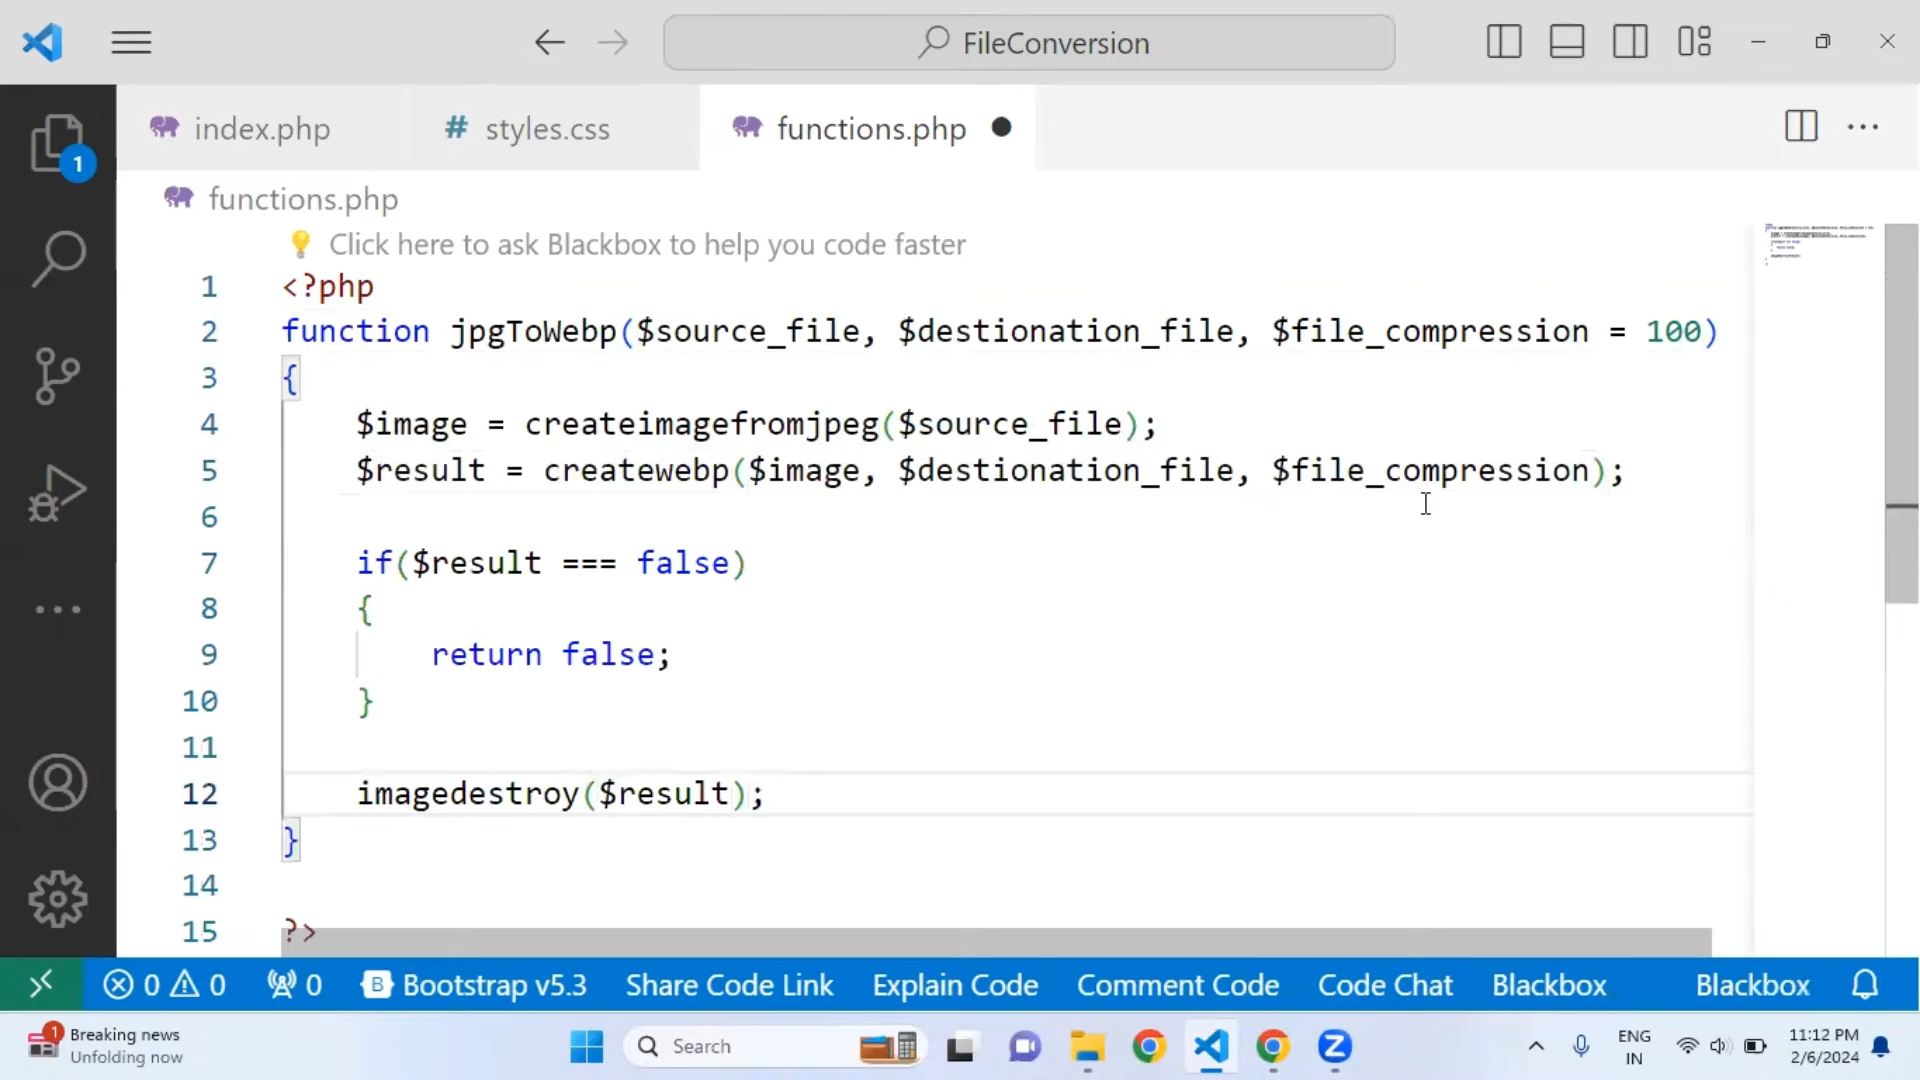 FileConversion
index.php
# styles.css
functions.php
1
functions.php
Click here to ask Blackbox to help you code faster
1 <?php
2 function jpgToWebp($source_file, $destionation_file, $file_compression = 100)
3 {
4 $image = createimagefromjpeg($source_file);
5 $result = createwebp($image, $destionation_file, $file_compression);
6
7 if($result === false)
8 {
9 return false;
10 }
11
12 imagedestroy($result);
13 }
14
15 ?>
0 0 0 B Bootstrap v5.3 Share Code Link Explain Code Comment Code Code Chat Blackbox Blackbox
1 Breaking news
Unfolding now
Search
Z
ENG
IN
11:12 PM
2/6/2024